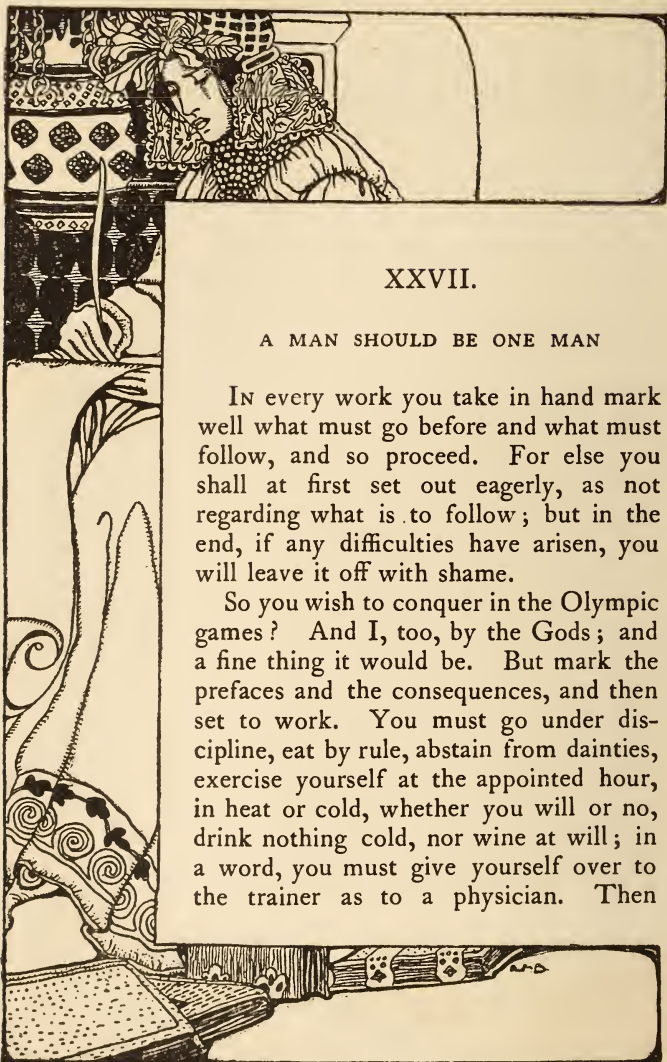 XXVII.
A MAN SHOULD BE ONE MAN
In every work you take in hand mark
well what must go before and what must
follow, and so proceed. For else you
shall at first set out eagerly, as not
regarding what is . to follow ; but in the
end, if any difficulties have arisen, you
will leave it off with shame.
So you wish to conquer in the Olympic
games ? And I, too, by the Gods ; and
a fine thing it would be. But mark the
prefaces and the consequences, and then
set to work. You must go under dis-
cipline, eat by rule, abstain from dainties,
exercise yourself at the appointed hour,
in heat or cold, whether you will or no,
drink nothing cold, nor wine at will ; in
a word, you must give yourself over to
the trainer as to a physician. Then